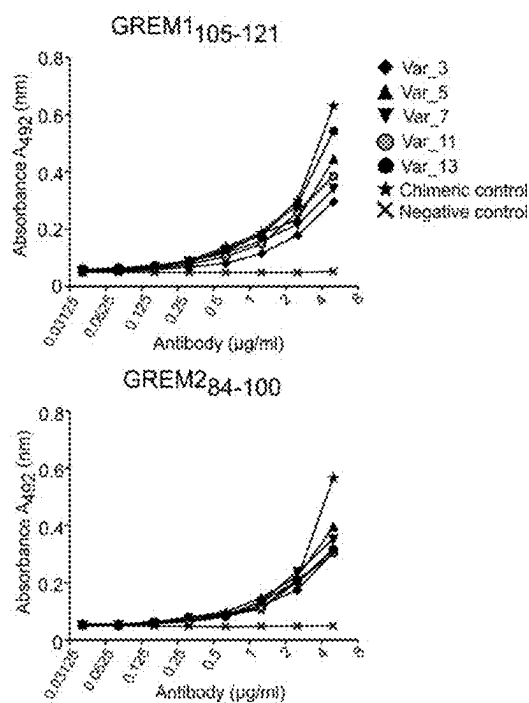 GREM1105-121
Absorbance A492 (nm)
0.8
0.6
0.4
0.2
0
0.03125
0.0625
0.125
0.25
0.5
1
2
4
6
Antibody (µg/ml)
Var_3
Var_5
Var_7
Var_11
Var_13
Chimeric control
Negative control
GREM284-100
Absorbance A492 (nm)
0.8
0.6
0.4
0.2
0
0.03125
0.0625
0.125
0.25
0.5
1
2
4
6
Antibody (µg/ml)